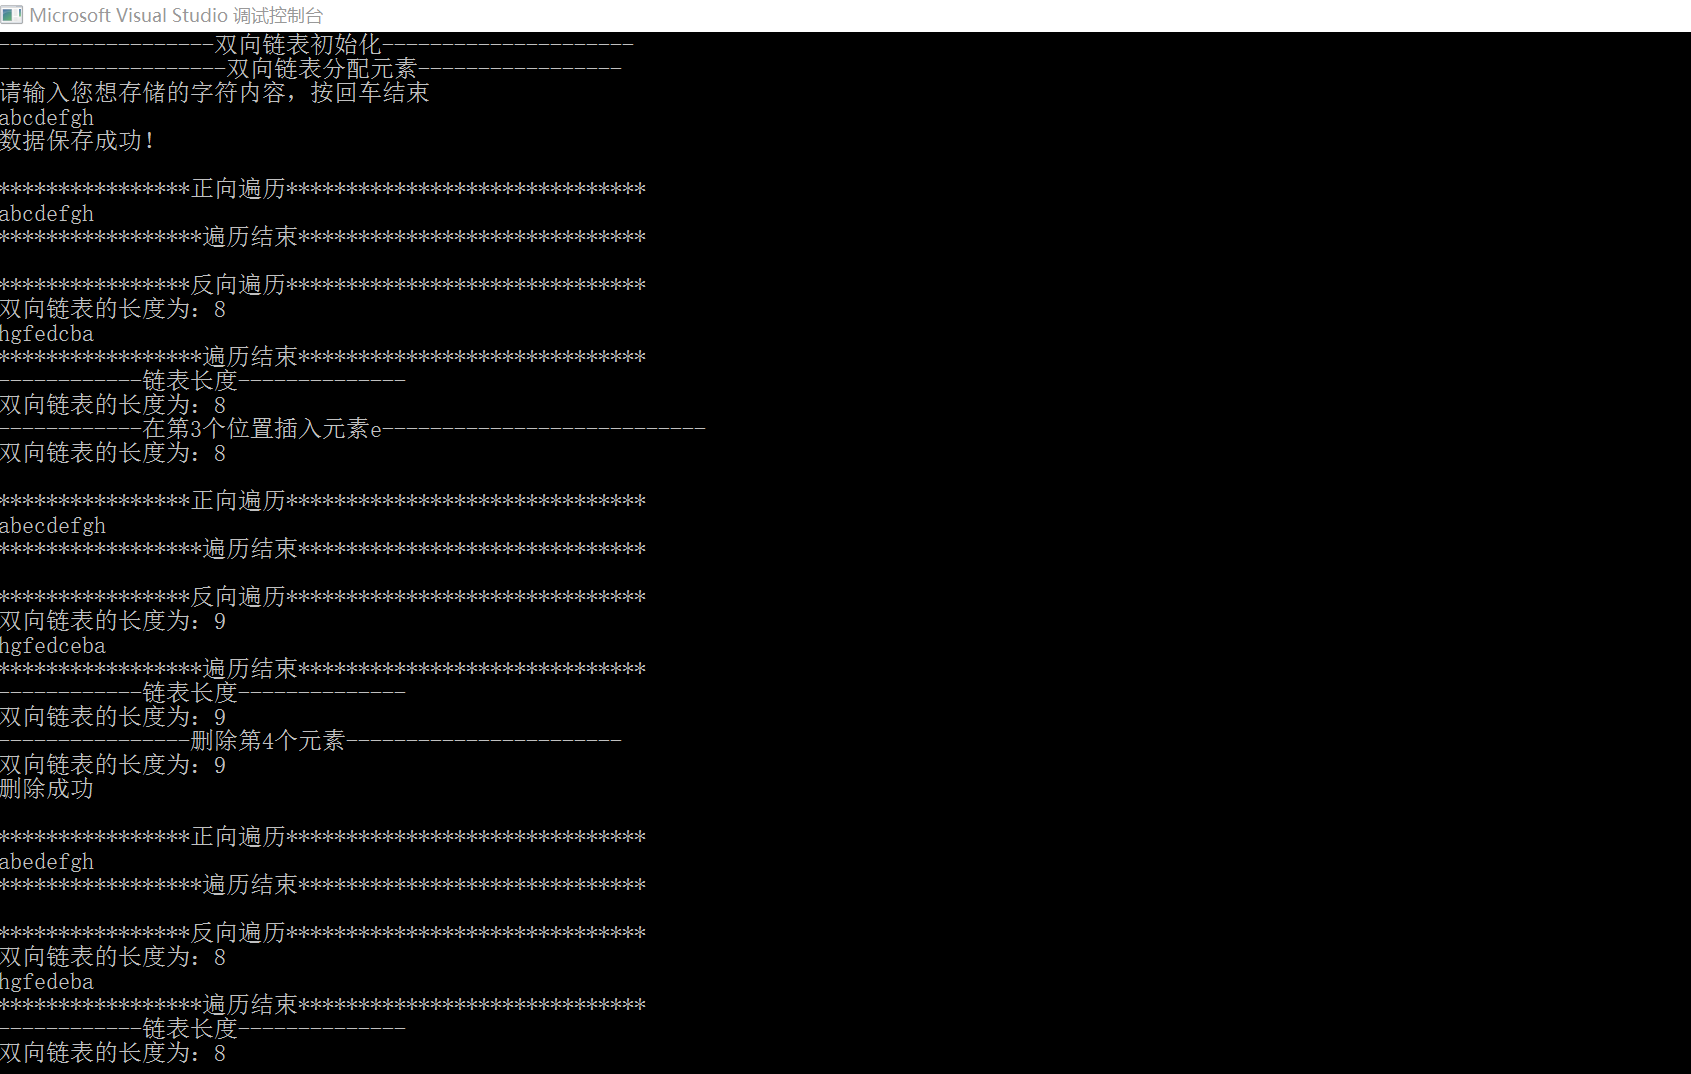 Microsoft Visual Studio 调试控制台
------------------双向链表初始化---------------------
-------------------双向链表分配元素-----------------
请输入您想存储的字符内容，按回车结束
abcdefgh
数据保存成功！
****************正向遍历******************************
abcdefgh
*****************遍历结束*****************************
****************反向遍历******************************
双向链表的长度为：8
hgfedcba
*****************遍历结束*****************************
------------链表长度--------------
双向链表的长度为：8
------------在第3个位置插入元素e---------------------------
双向链表的长度为：8
****************正向遍历******************************
abecdefgh
*****************遍历结束*****************************
****************反向遍历******************************
双向链表的长度为：9
hgfedceba
*****************遍历结束*****************************
------------链表长度--------------
双向链表的长度为：9
----------------删除第4个元素-----------------------
双向链表的长度为：9
删除成功
****************正向遍历******************************
abedefgh
*****************遍历结束*****************************
****************反向遍历******************************
双向链表的长度为：8
hgfedeba
*****************遍历结束*****************************
------------链表长度--------------
双向链表的长度为：8